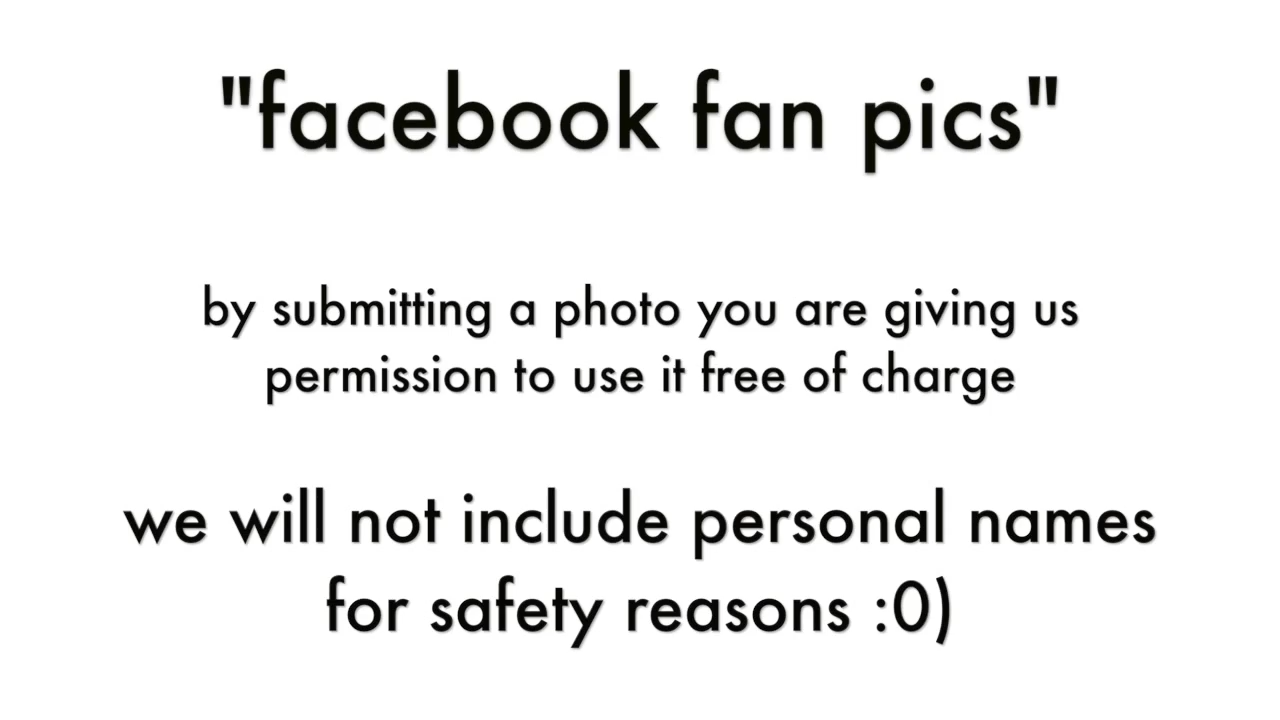 "facebook fan pics"
by submitting a photo you are giving us
permission to use it free of charge
we will not include personal names
for safety reasons :0)